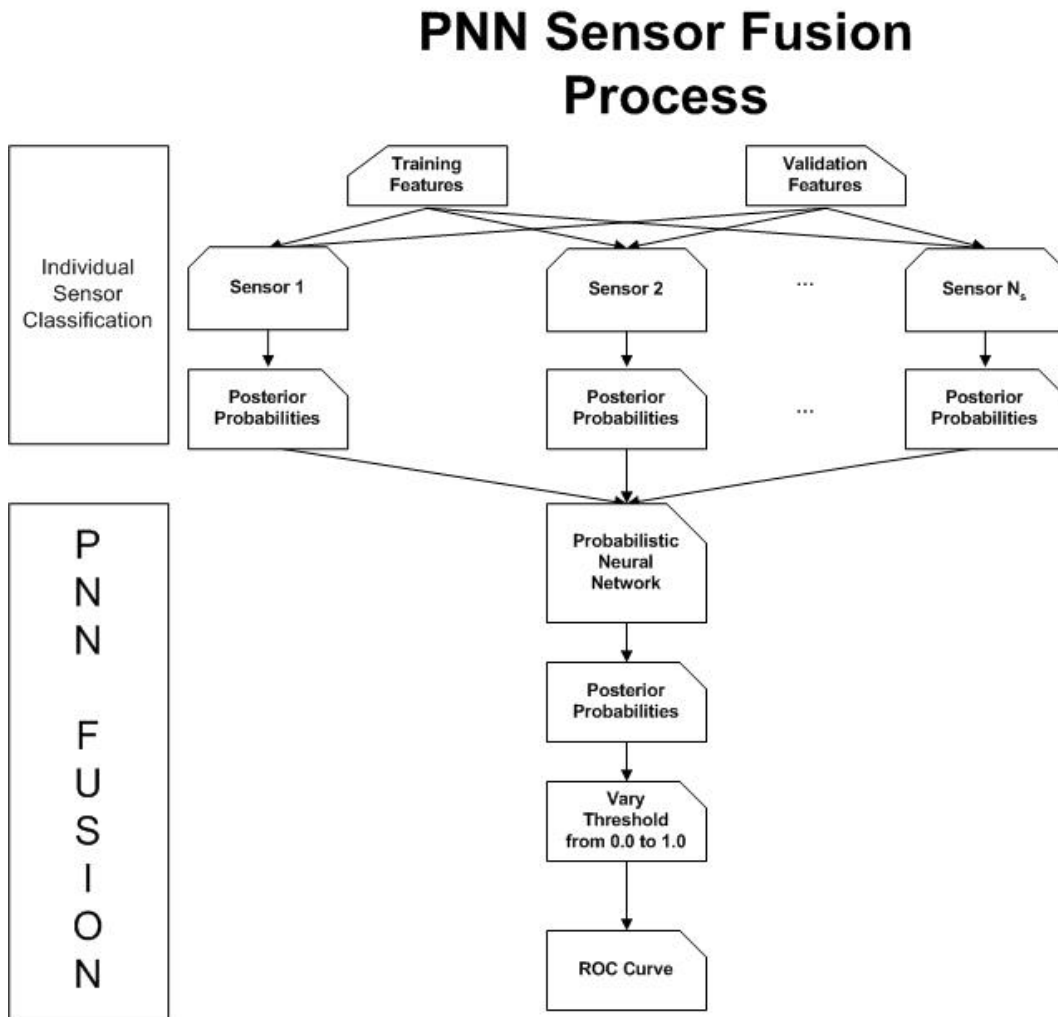 PNN Sensor Fusion
Process
Training
Features
Validation
Features
Individual
Sensor
Classification
Sensor 1
Sensor 2
...
Sensor Ns
Posterior
Probabilities
Posterior
Probabilities
...
Posterior
Probabilities
P
N
N
F
U
S
I
O
N
Probabilistic
Neural
Network
Posterior
Probabilities
Vary
Threshold
from 0.0 to 1.0
ROC Curve